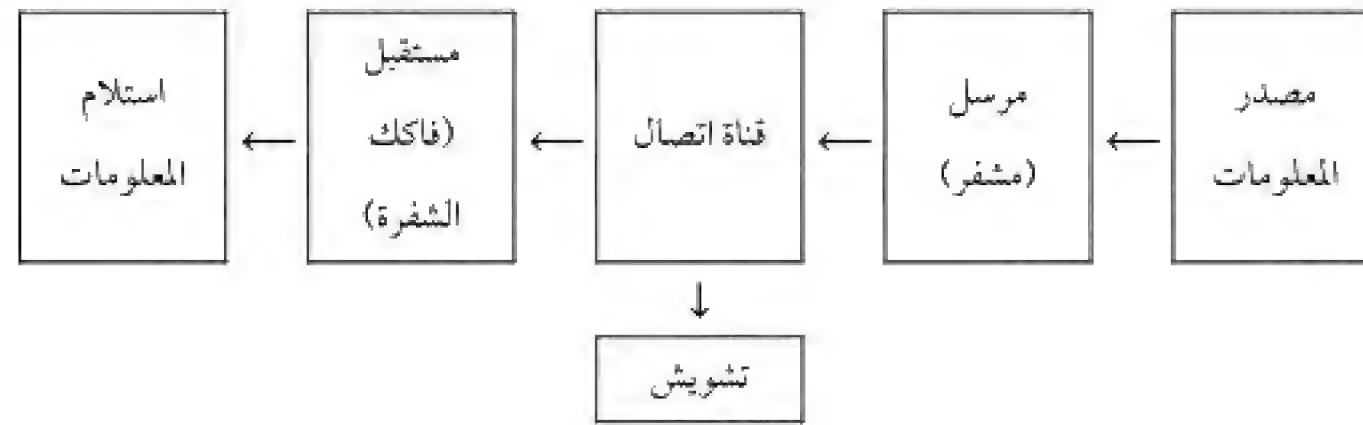 مصدر
المعلومات
مرسل
(مشفر)
قناة اتصال
مستقبل
(فاكك
الشفرة)
استلام
المعلومات
تشويش